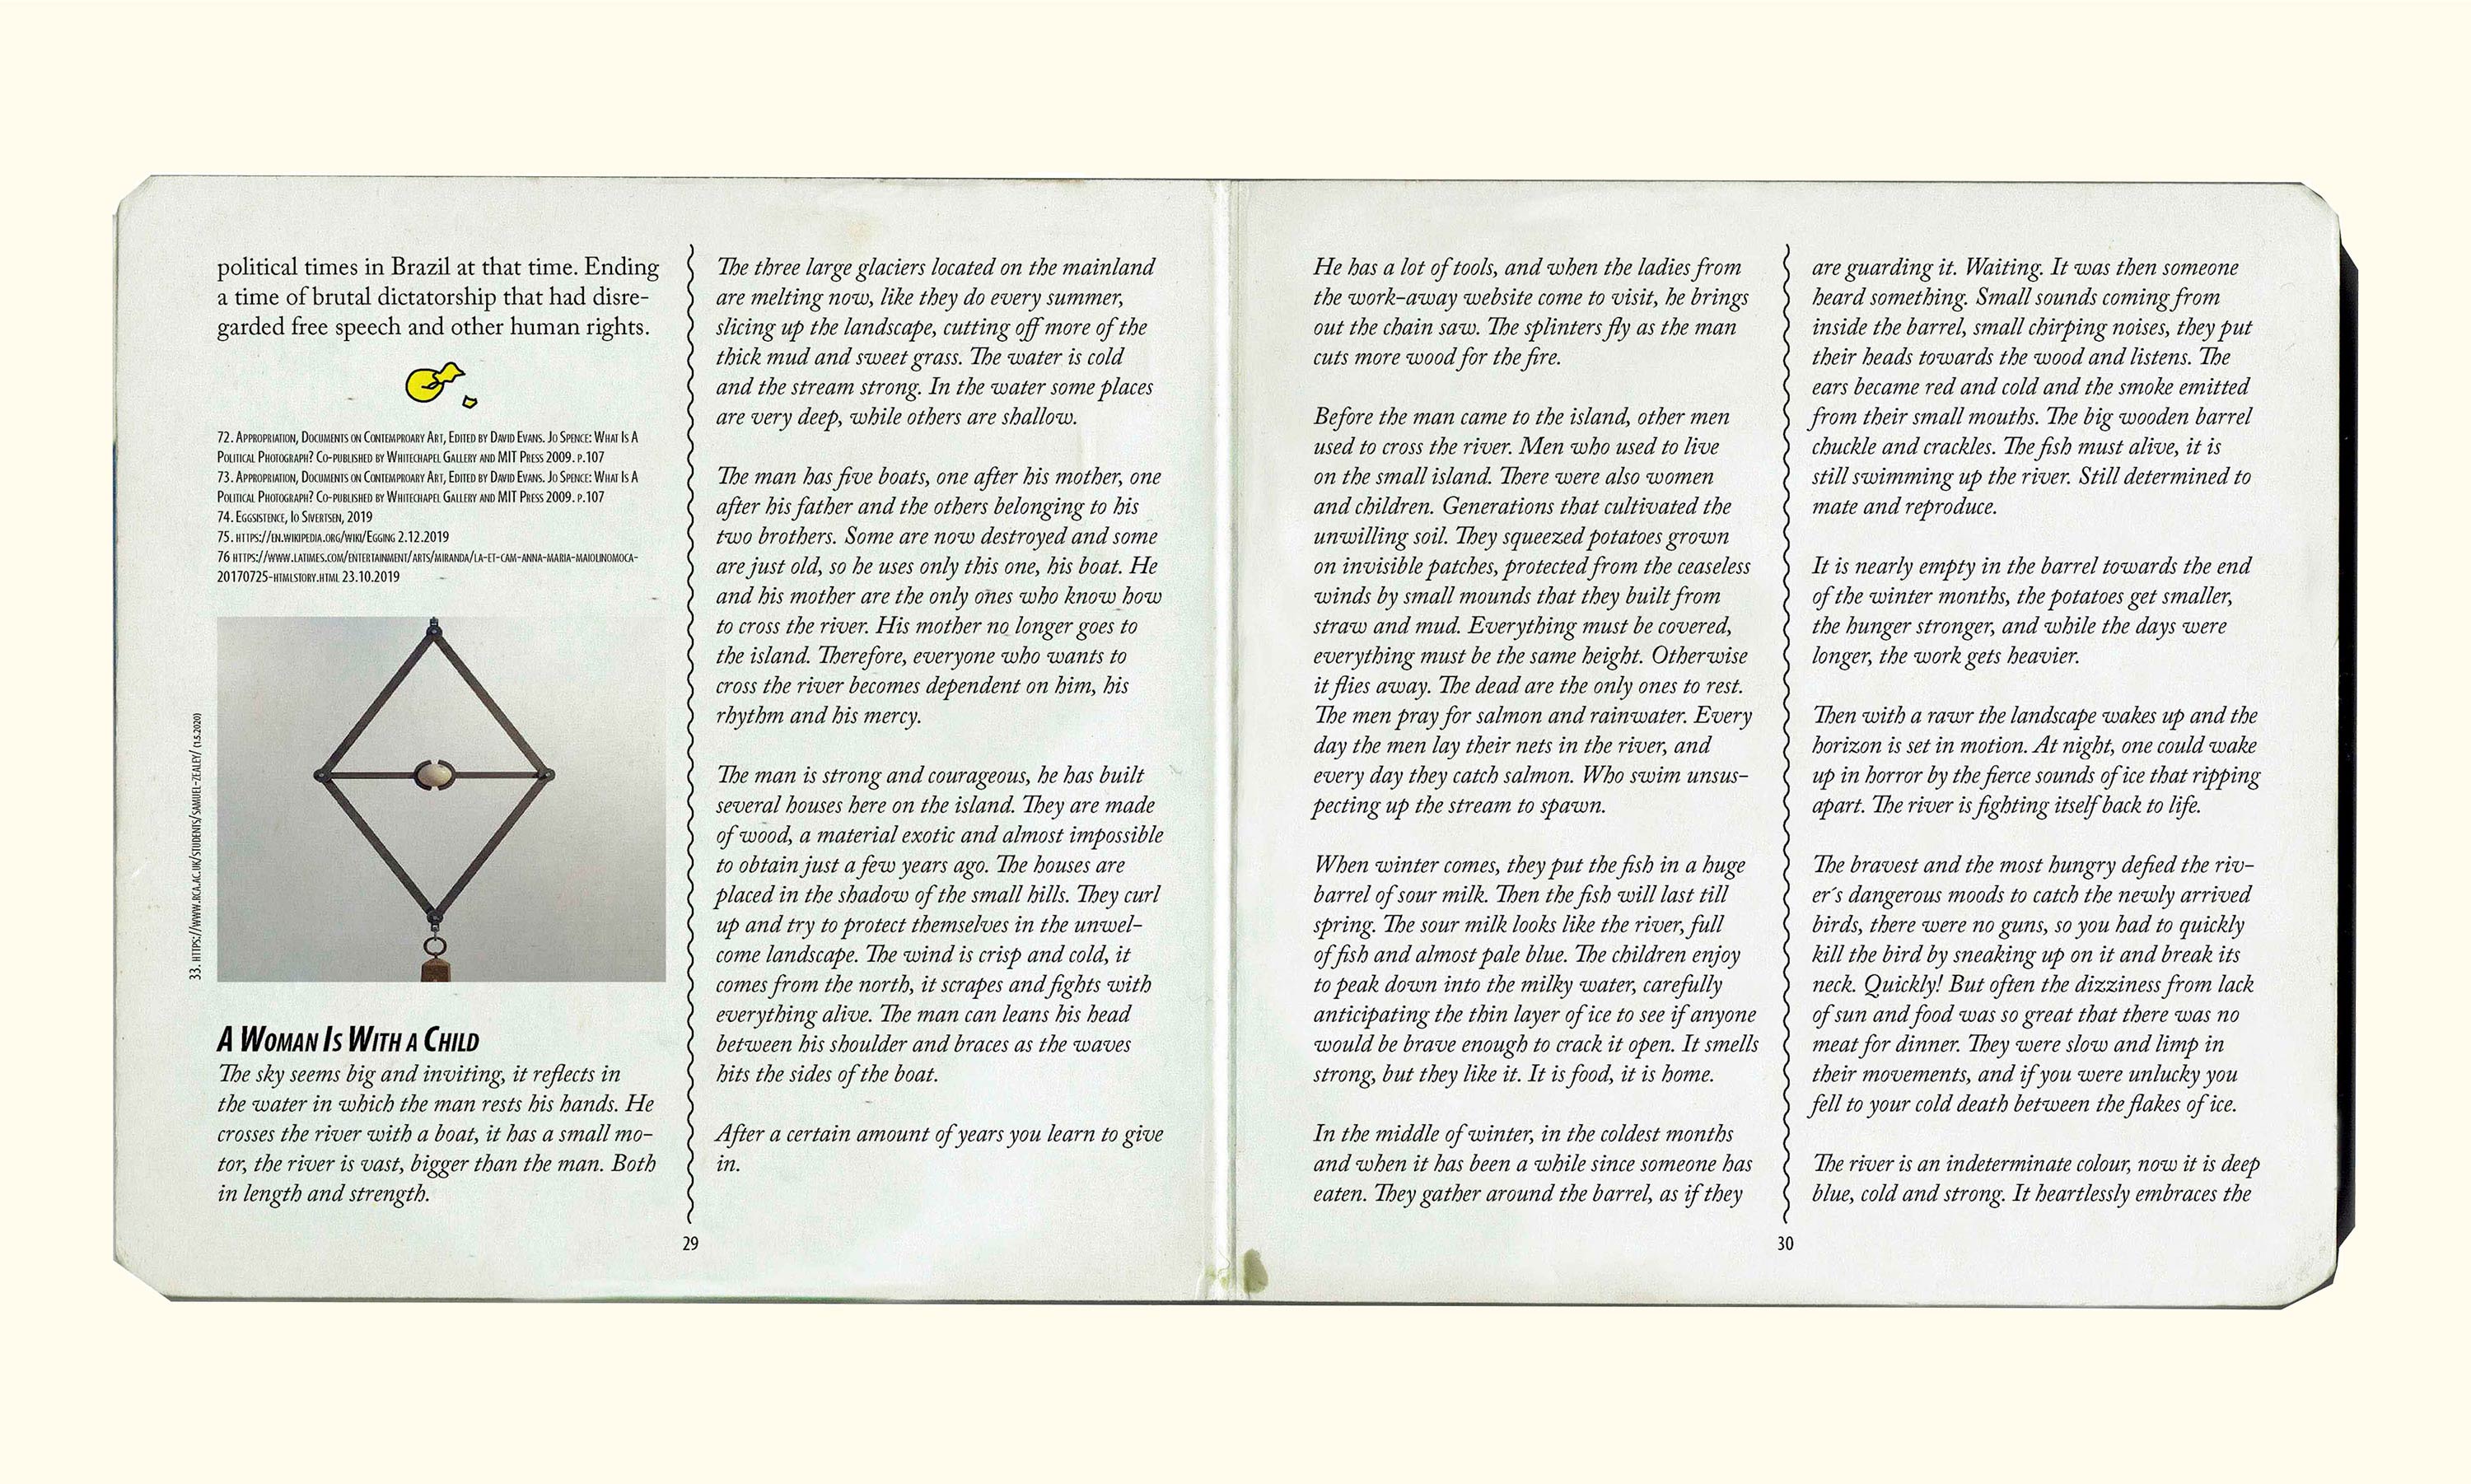 political times in Brazil at that time. Ending
a time of brutal dictatorship that had disre-
garded free speech and other human rights.
72. Appropriation, Documents on Contemproary Art, Edited by David Evans. Jo Spence: What Is A
Political Photograph? Co-published by Whitechapel Gallery and MIT Press 2009. p.107
73. Appropriation, Documents on Contemporary Art, Edited by David Evans. Jo Spence: What Is A
Political Photograph? Co-published by Whitechapel Gallery and MIT Press 2009. p.107
74. Eggsistence, Io Sivertsen, 2019
75. https://en.wikipedia.org/wiki/Egging 2.12.2019
76 https://www.latimes.com/entertainment/arts/miranda/la-et-cam-anna-maria-maiolinomoca-
20170725-htmlstory.html 23.10.2019
33. https://www.rca.ac.uk/students/samuel-zealey/ (1.5.2020)
A Woman Is With a Child
The sky seems big and inviting, it reflects in
the water in which the man rests his hands. He
crosses the river with a boat, it has a small mo-
tor, the river is vast, bigger than the man. Both
in length and strength.
The three large glaciers located on the mainland
are melting now, like they do every summer,
slicing up the landscape, cutting off more of the
thick mud and sweet grass. The water is cold
and the stream strong. In the water some places
are very deep, while others are shallow.
The man has five boats, one after his mother, one
after his father and the others belonging to his
two brothers. Some are now destroyed and some
are just old, so he uses only this one, his boat. He
and his mother are the only ones who know how
to cross the river. His mother no longer goes to
the island. Therefore, everyone who wants to
cross the river becomes dependent on him, his
rhythm and his mercy.
The man is strong and courageous, he has built
several houses here on the island. They are made
of wood, a material exotic and almost impossible
to obtain just a few years ago. The houses are
placed in the shadow of the small hills. They curl
up and try to protect themselves in the unwel-
come landscape. The wind is crisp and cold, it
comes from the north, it scrapes and fights with
everything alive. The man can leans his head
between his shoulder and braces as the waves
hits the sides of the boat.
After a certain amount of years you learn to give
in.
29
He has a lot of tools, and when the ladies from
the work-away website come to visit, he brings
out the chain saw. The splinters fly as the man
cuts more wood for the fire.
Before the man came to the island, other men
used to cross the river. Men who used to live
on the small island. There were also women
and children. Generations that cultivated the
unwilling soil. They squeezed potatoes grown
on invisible patches, protected from the ceaseless
winds by small mounds that they built from
straw and mud. Everything must be covered,
everything must be the same height. Otherwise
it flies away. The dead are the only ones to rest.
The men pray for salmon and rainwater. Every
day the men lay their nets in the river, and
every day they catch salmon. Who swim unsus-
pecting up the stream to spawn.
When winter comes, they put the fish in a huge
barrel of sour milk. Then the fish will last till
spring. The sour milk looks like the river, full
of fish and almost pale blue. The children enjoy
to peak down into the milky water, carefully
anticipating the thin layer of ice to see if anyone
would be brave enough to crack it open. It smells
strong, but they like it. It is food, it is home.
In the middle of winter, in the coldest months
and when it has been a while since someone has
eaten. They gather around the barrel, as if they
are guarding it. Waiting. It was then someone
heard something. Small sounds coming from
inside the barrel, small chirping noises, they put
their heads towards the wood and listens. The
ears became red and cold and the smoke emitted
from their small mouths. The big wooden barrel
chuckle and crackles. The fish must alive, it is
still swimming up the river. Still determined to
mate and reproduce.
It is nearly empty in the barrel towards the end
of the winter months, the potatoes get smaller,
the hunger stronger, and while the days were
longer, the work gets heavier.
Then with a rawr the landscape wakes up and the
horizon is set in motion. At night, one could wake
up in horror by the fierce sounds of ice that ripping
apart. The river is fighting itself back to life.
The bravest and the most hungry defied the riv-
er´s dangerous moods to catch the newly arrived
birds, there were no guns, so you had to quickly
kill the bird by sneaking up on it and break its
neck. Quickly! But often the dizziness from lack
of sun and food was so great that there was no
meat for dinner. They were slow and limp in
their movements, and if you were unlucky you
fell to your cold death between the flakes of ice.
The river is an indeterminate colour, now it is deep
blue, cold and strong. It heartlessly embraces the
30